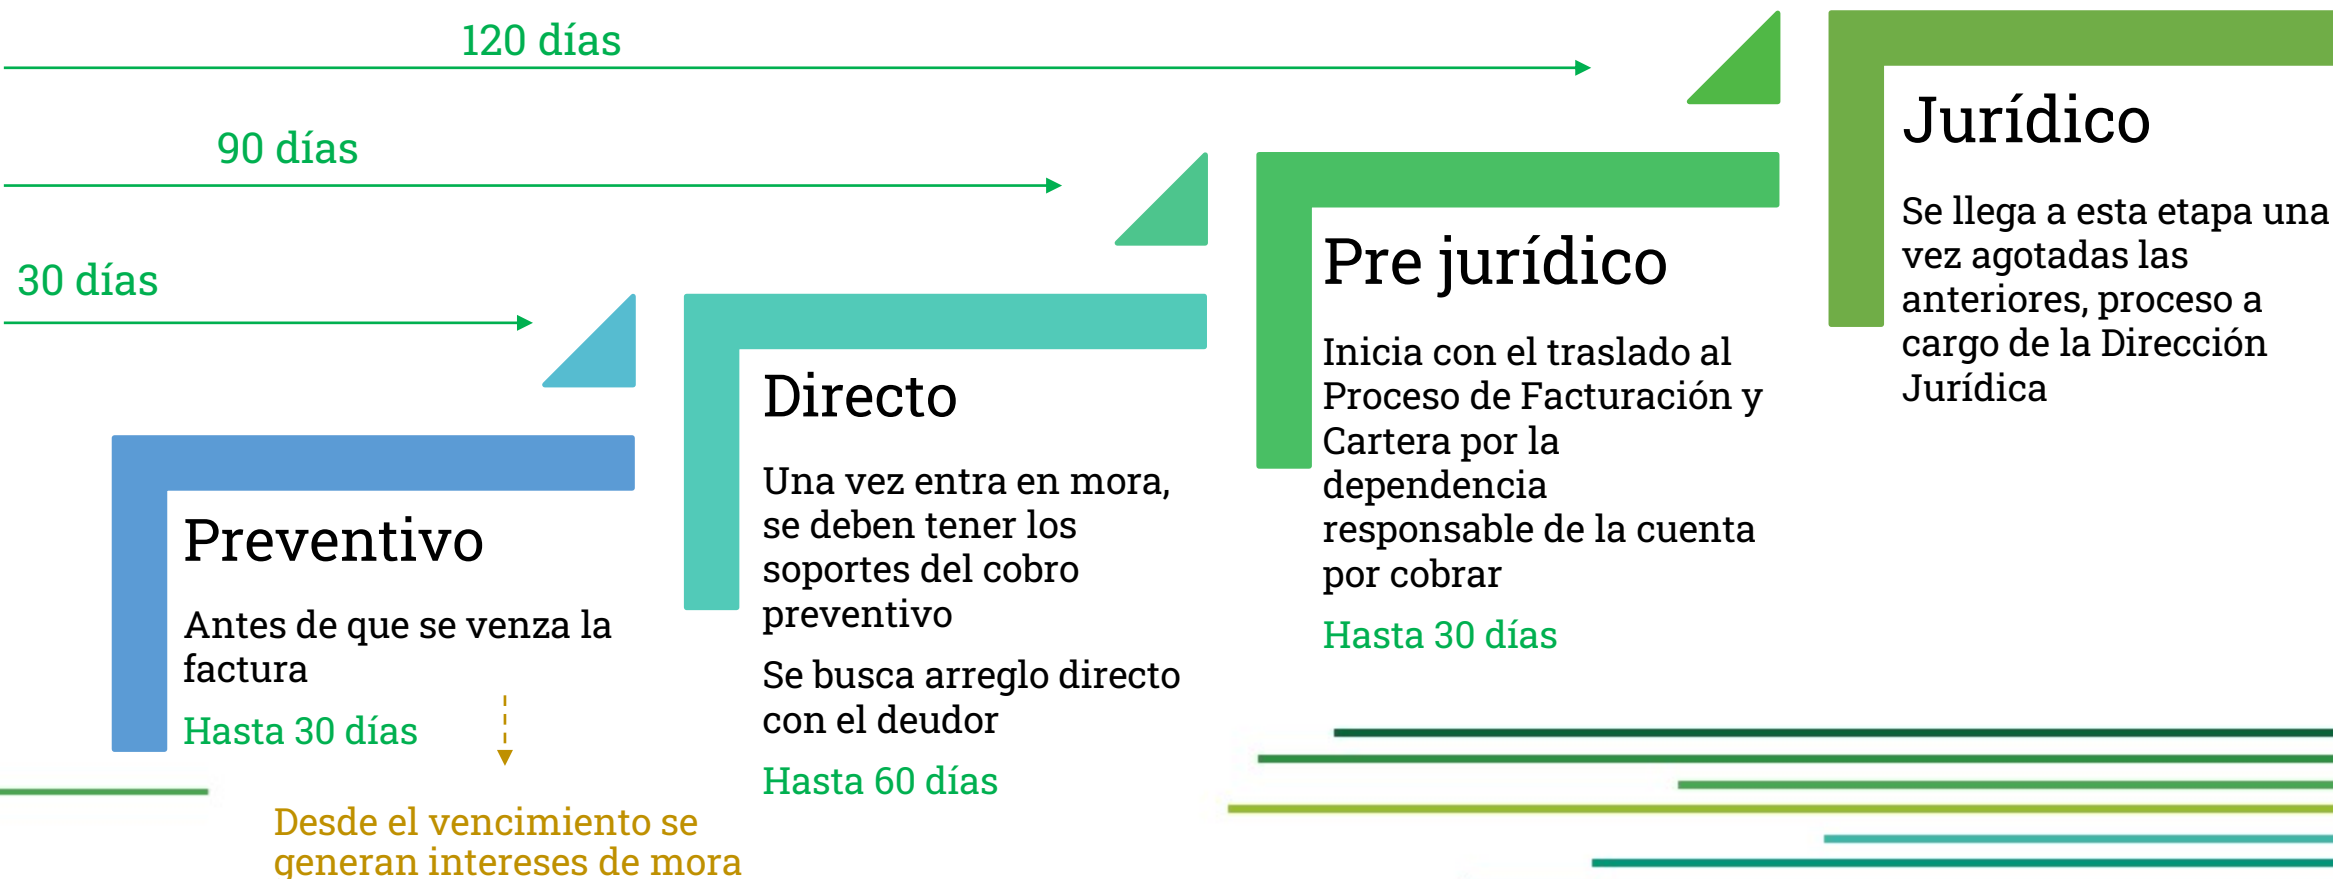 120 días
90 días
30 días
Preventivo
Antes de que se venza la
factura
Hasta 30 días
Desde el vencimiento se
generan intereses de mora
Directo
Una vez entra en mora,
se deben tener los
soportes del cobro
preventivo
Se busca arreglo directo
con el deudor
Hasta 60 días
Pre jurídico
Inicia con el traslado al
Proceso de Facturación y
Cartera por la
dependencia
responsable de la cuenta
por cobrar
Hasta 30 días
Jurídico
Se llega a esta etapa una
vez agotadas las
anteriores, proceso a
cargo de la Dirección
Jurídica